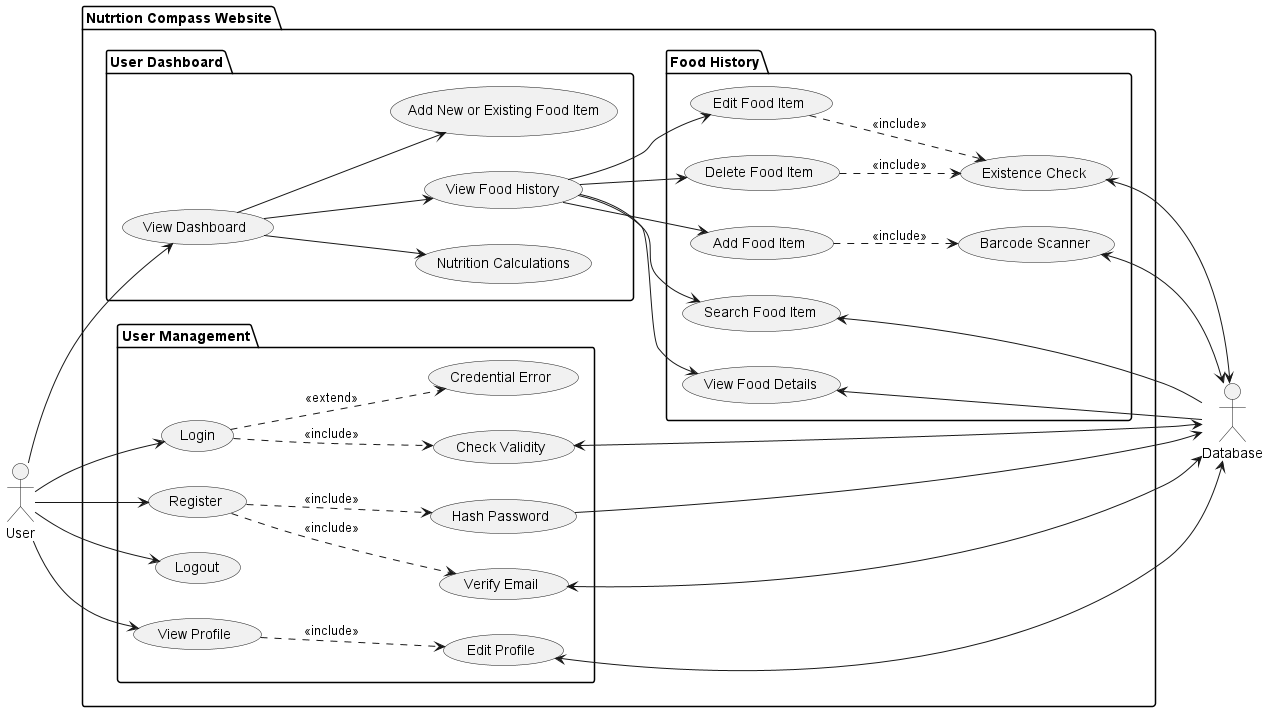 Nutrtion Compass Website
User Dashboard
Add New or Existing Food Item
View Food History
View Dashboard
Nutrition Calculations
Food History
Edit Food Item
«include»
Delete Food Item
«include»
Existence Check
Add Food Item
«include»
Barcode Scanner
Search Food Item
View Food Details
User Management
Credential Error
«extend»
Login
«include»
Check Validity
Register
«include»
Hash Password
«include»
Logout
Verify Email
View Profile
«include»
Edit Profile
User
Database